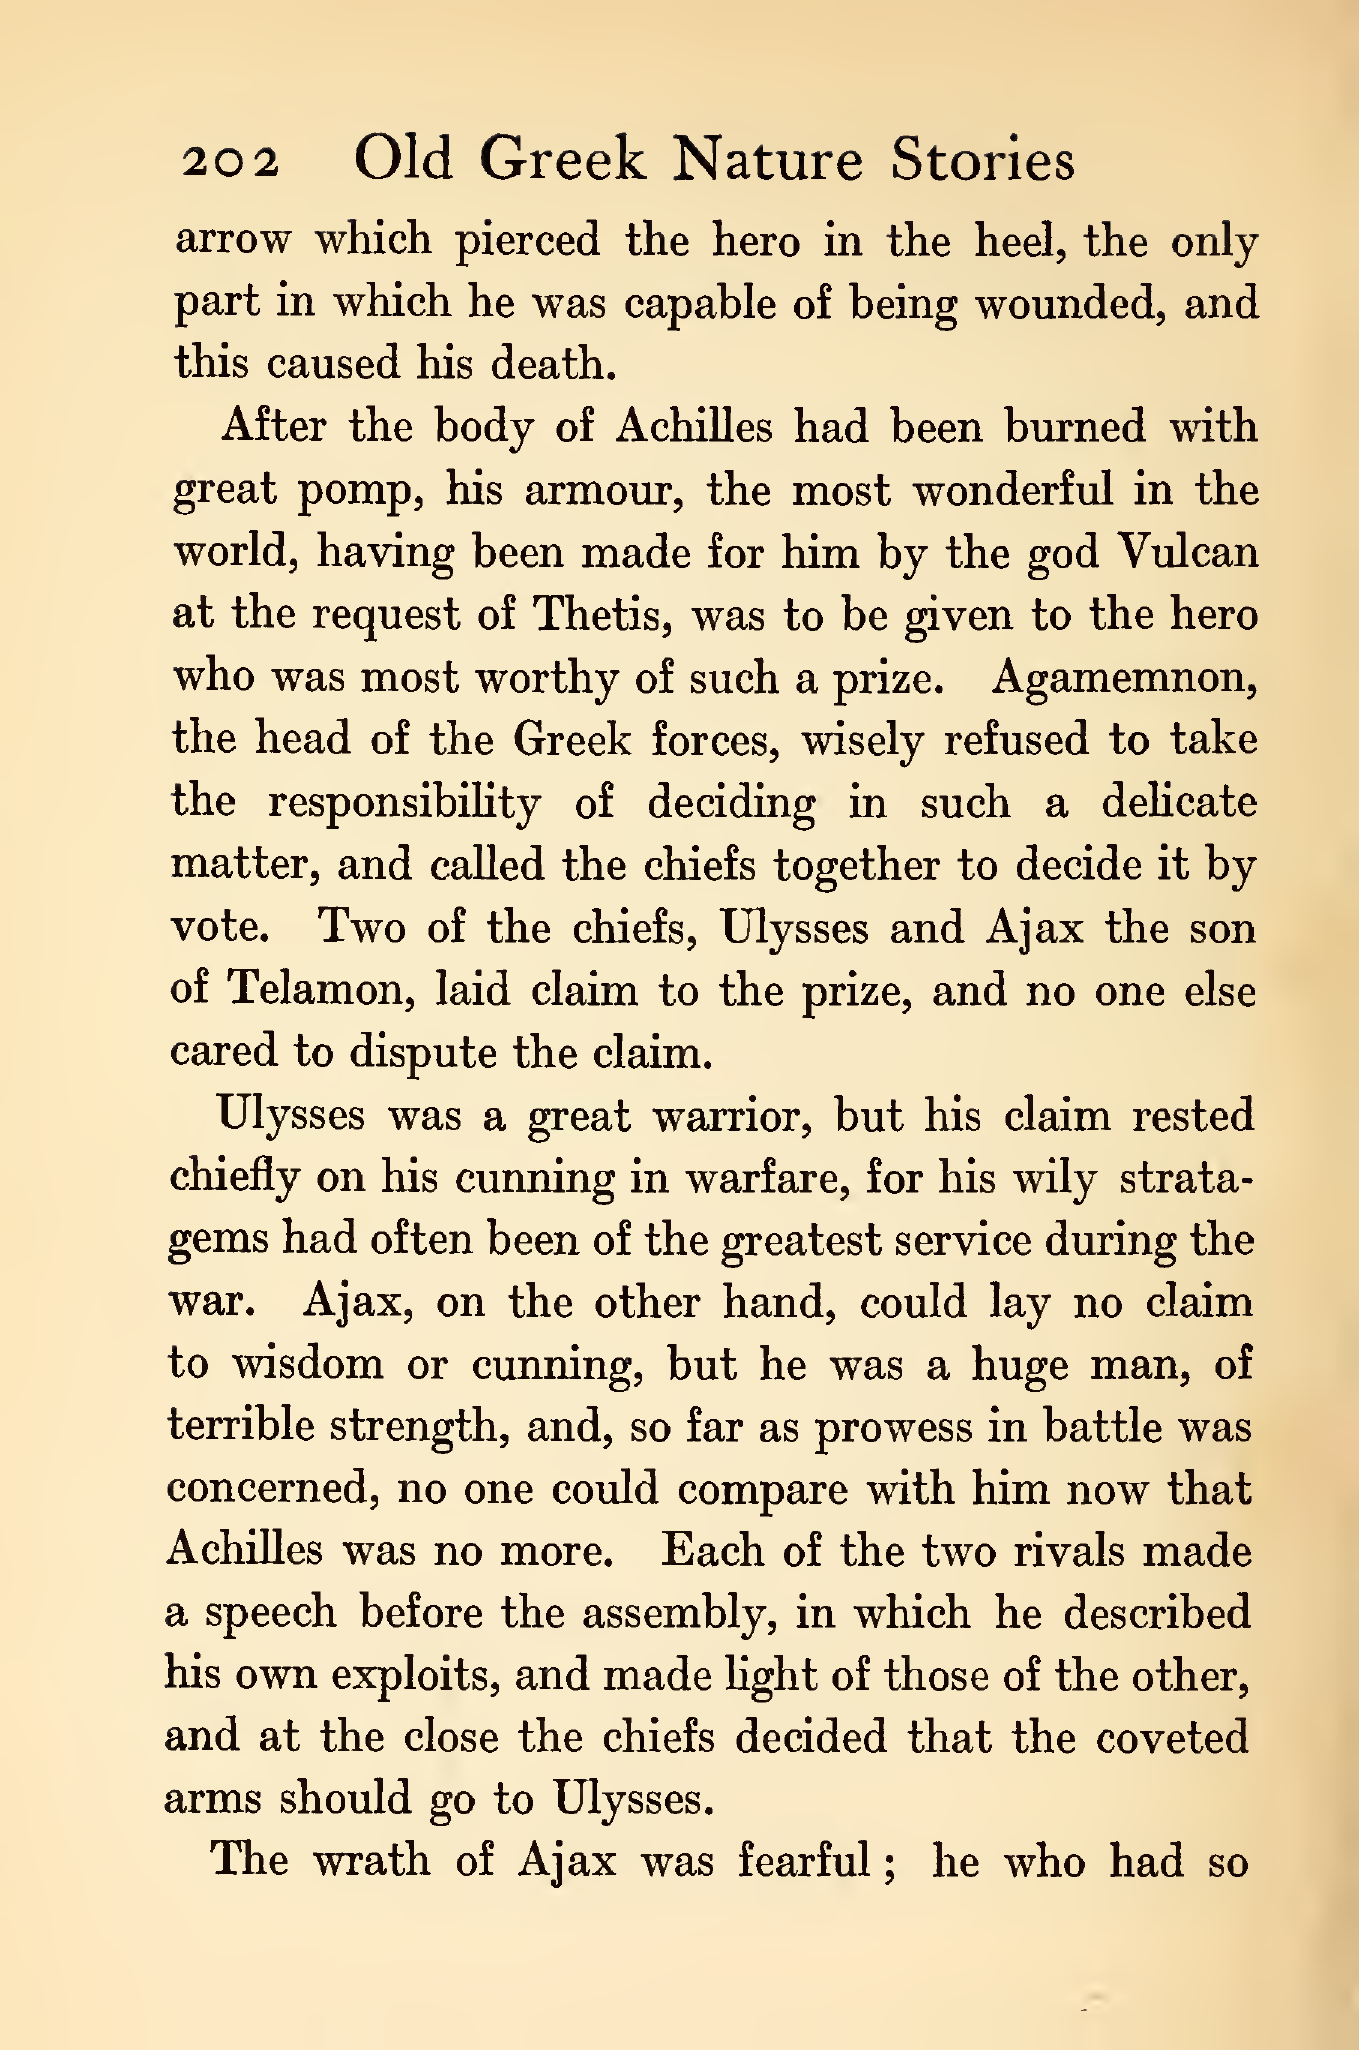 202 Old Greek Nature Stories
arrow which pierced the hero in the heel, the only
part in which he was capable of being wounded, and
this caused his death.
After the body of Achilles had been burned with
great pomp, his armour, the most wonderful in the
world, having been made for him by the god Vulcan
at the request of Thetis, was to be given to the hero
who was most worthy of such a prize. Agamemnon,
the head of the Greek forces, wisely refused to take
the responsibility of deciding in such a delicate
matter, and called the chiefs together to decide it by
vote. Two of the chiefs, Ulysses and Ajax the son
of Telamon, laid claim to the prize, and no one else
cared to dispute the claim.
Ulysses was a great warrior, but his claim rested
chiefly on his cunning in warfare, for his wily strata-
gems had often been of the greatest service during the
war. Ajax, on the other hand, could lay no claim
to wisdom or cunning, but he was a huge man, of
terrible strength, and, so far as prowess in battle was
concerned, no one could compare with him now that
Achilles was no more. Each of the two rivals made
a speech before the assembly, in which he described
his own exploits, and made light of those of the other,
and at the close the chiefs decided that the coveted
arms should go to Ulysses.
The wrath of Ajax was fearful ; he who had so